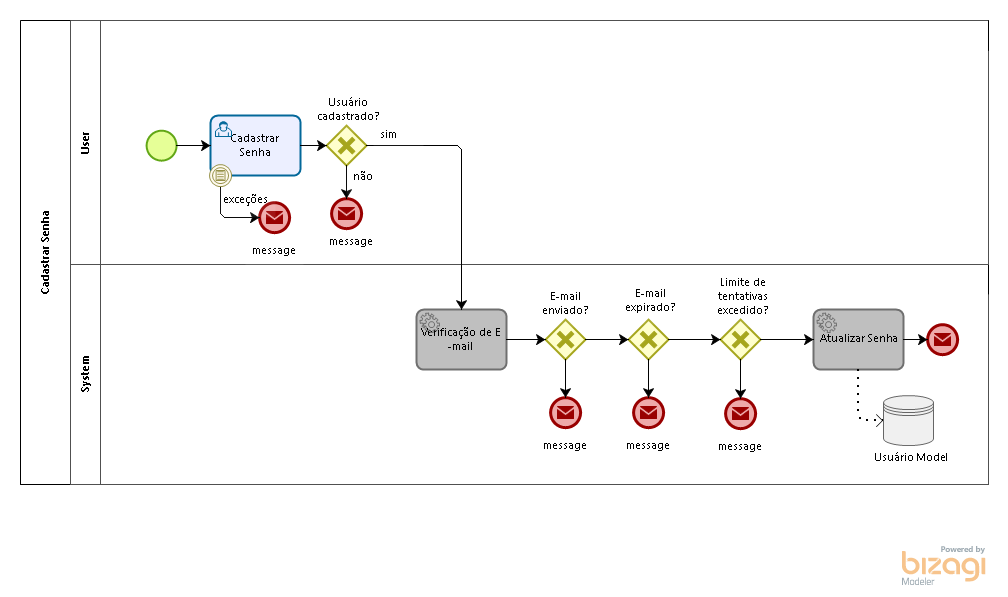 Cadastrar Senha
User
System
Usuário
cadastrado?
sim
Cadastrar
Senha
não
exceções
message
message
E-mail
enviado?
E-mail
expirado?
Limite de
tentativas
excedido?
Verificação de E
-mail
Atualizar Senha
message
message
message
Usuário Model
Powered by
bizagi
Modeler